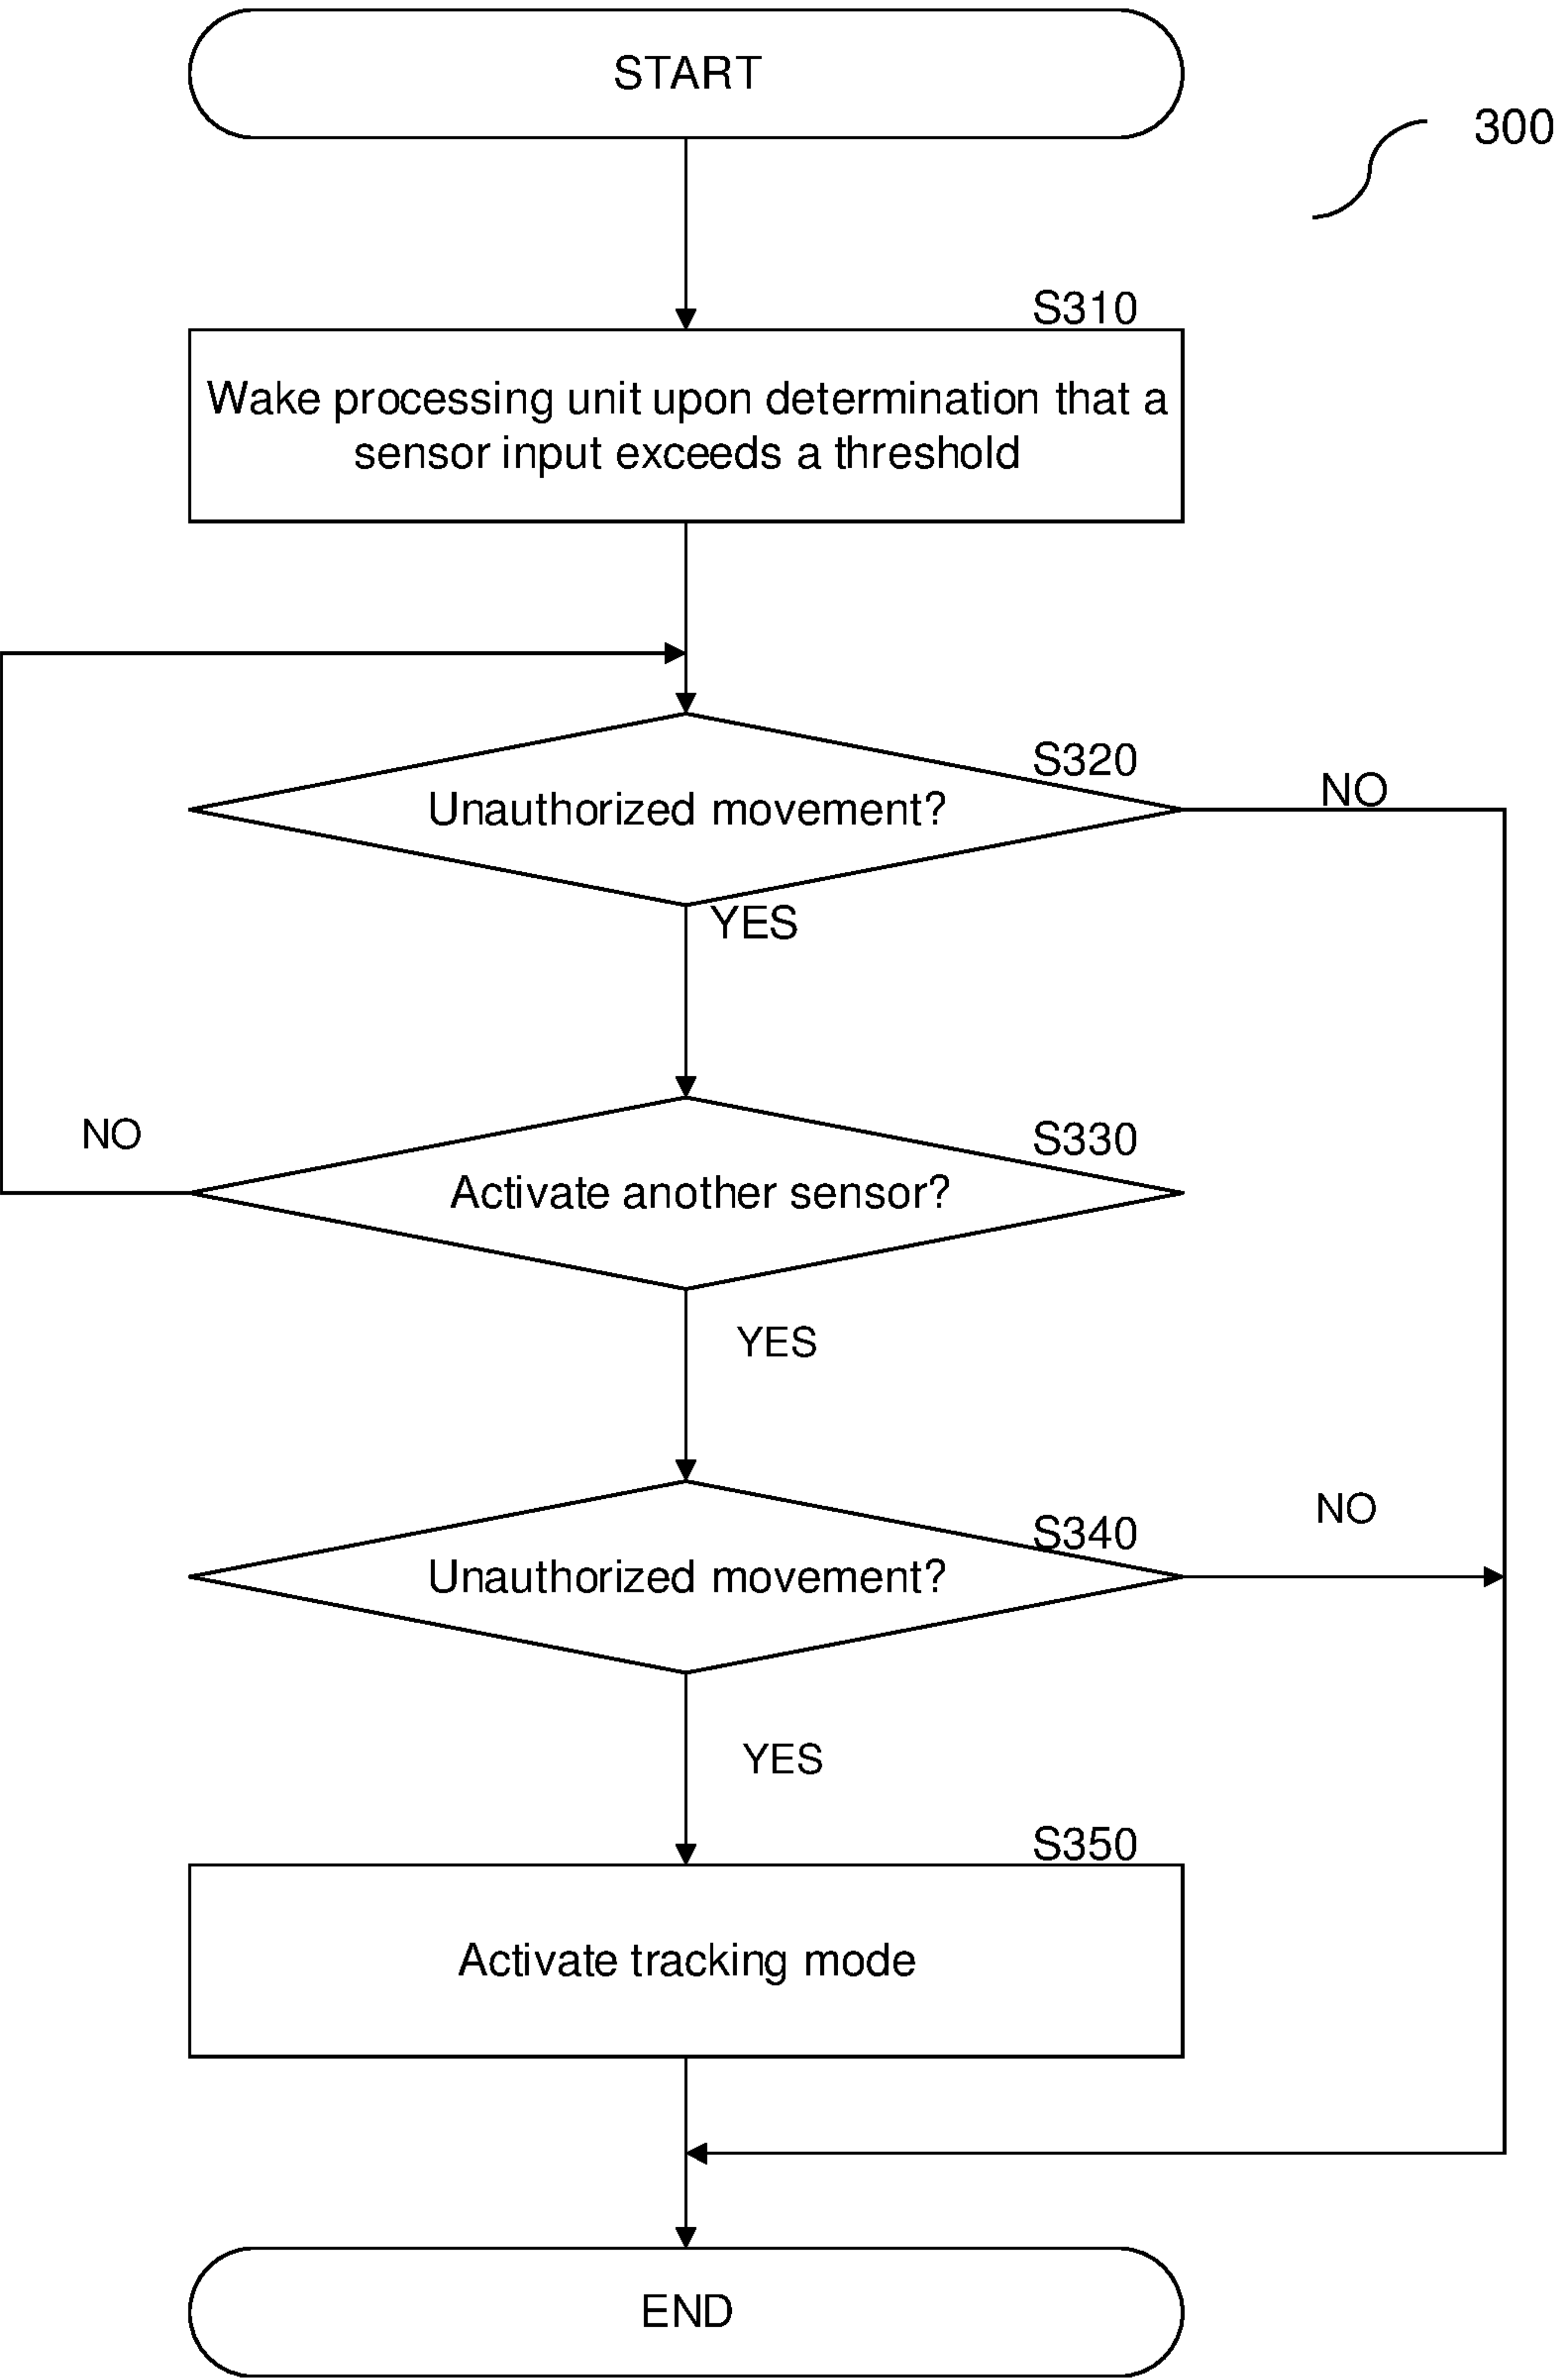 START
300
S310
Wake processing unit upon determination that a
sensor input exceeds a threshold
S320
NO
Unauthorized movement?
YES
NO
S330
Activate another sensor?
YES
S340
NO
Unauthorized movement?
YES
S350
Activate tracking mode
END